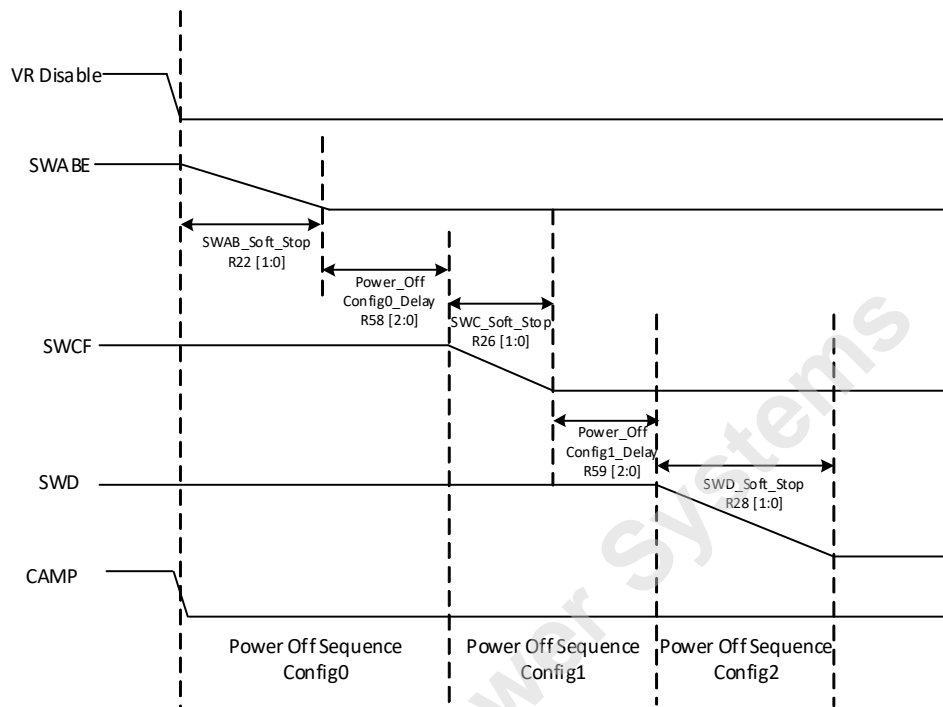 VR Disable
SWABE
SWAB_Soft_Stop
R22 [1:0]
Power_Off
Config0_Delay
R58 [2:0]
SWC_Soft_Stop
R26 [1:0]
SWCF
Power_Off
Config1_Delay
R59 [2:0]
SWD_Soft_Stop
R28 [1:0]
SWD
CAMP
Power Off Sequence
Config0
Power Off Sequence
Config1
Power Off Sequence
Config2
wer Systems